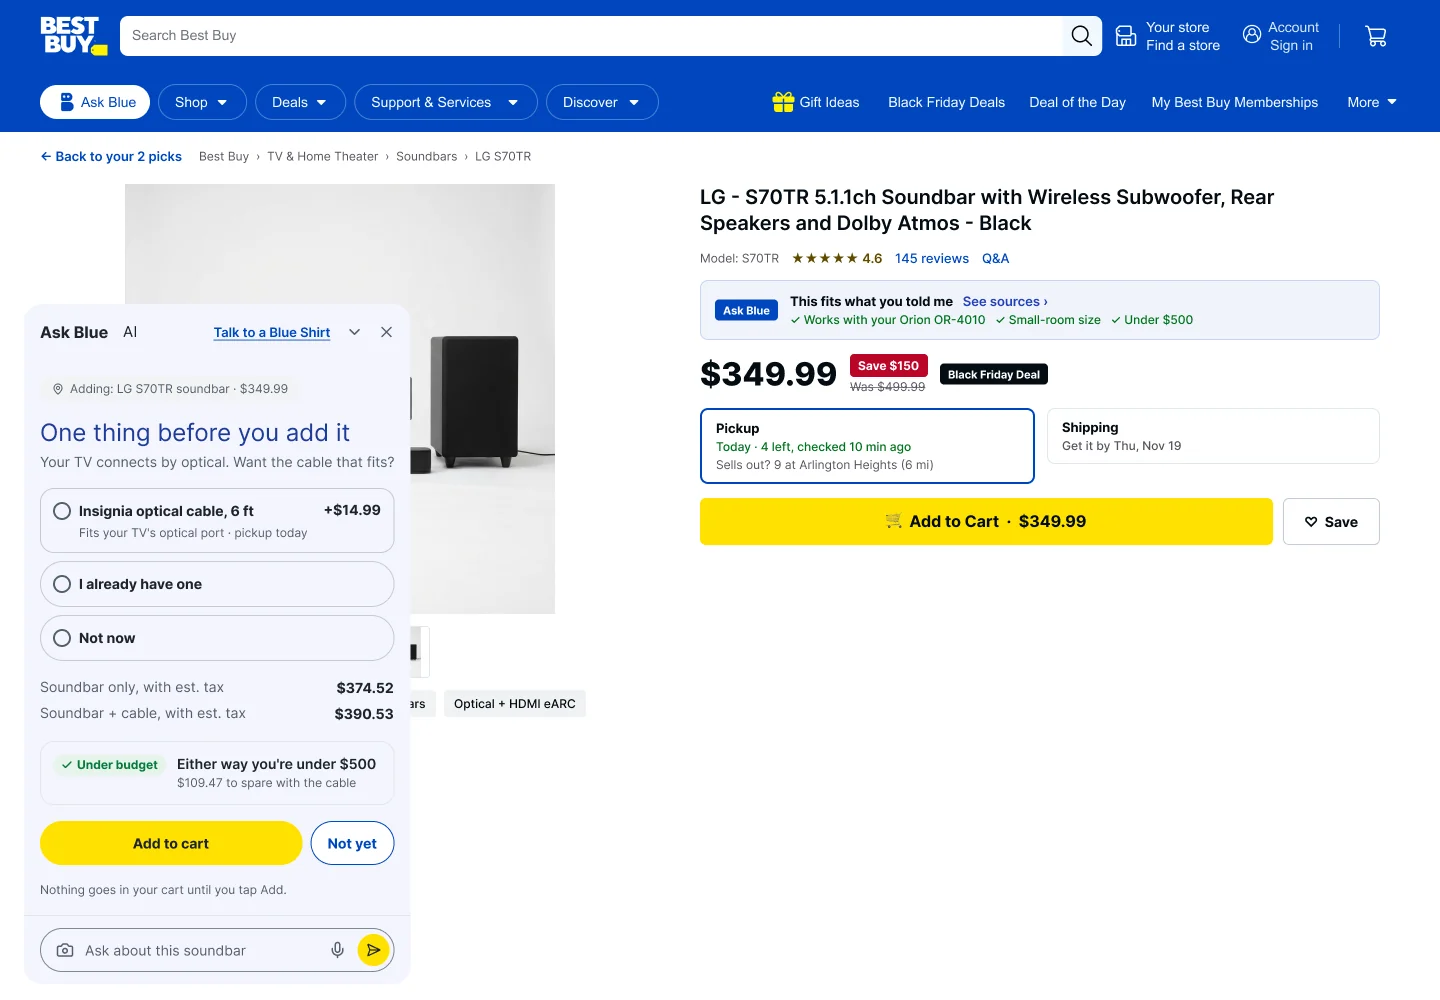 BEST BUY
Search Best Buy
Your store
Find a store
Account
Sign in
Ask Blue
Shop
Deals
Support & Services
Discover
Gift Ideas
Black Friday Deals
Deal of the Day
My Best Buy Memberships
More
← Back to your 2 picks
Best Buy › TV & Home Theater › Soundbars › LG S70TR
LG - S70TR 5.1.1ch Soundbar with Wireless Subwoofer, Rear
Speakers and Dolby Atmos - Black
Model: S70TR ★★★★★ 4.6 145 reviews Q&A
Ask Blue
This fits what you told me See sources ›
✓ Works with your Orion OR-4010 ✓ Small-room size ✓ Under $500
$349.99
Save $150
Was $499.99
Black Friday Deal
Pickup
Today · 4 left, checked 10 min ago
Sells out? 9 at Arlington Heights (6 mi)
Shipping
Get it by Thu, Nov 19
Add to Cart · $349.99
Save
Optical + HDMI eARC
Ask Blue AI
Talk to a Blue Shirt
Adding: LG S70TR soundbar · $349.99
One thing before you add it
Your TV connects by optical. Want the cable that fits?
Insignia optical cable, 6 ft +$14.99
Fits your TV's optical port · pickup today
I already have one
Not now
Soundbar only, with est. tax $374.52
Soundbar + cable, with est. tax $390.53
✓ Under budget
Either way you're under $500
$109.47 to spare with the cable
Add to cart
Not yet
Nothing goes in your cart until you tap Add.
Ask about this soundbar